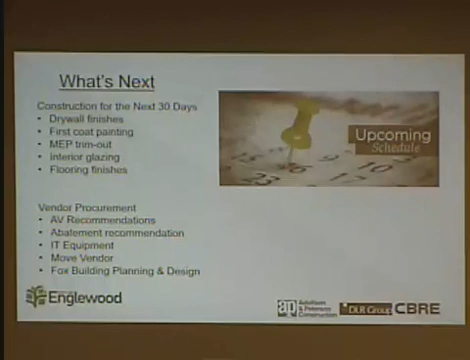 What's Next
Construction for the Next 30 Days
• Drywall finishes
• First coat painting
• MEP trim-out
• Interior glazing
• Flooring finishes
Upcoming
Schedule
Vendor Procurement
• AV Recommendations
• Abatement recommendation
• IT Equipment
• Move Vendor
• Fox Building Planning & Design
Englewood
ap
Construction
DLR Group
CBRE